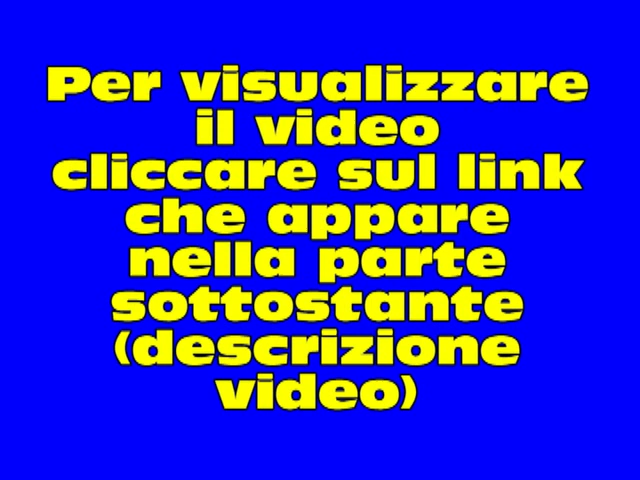 Per visualizzare
il video
cliccare sul link
che appare
nella parte
sottostante
(descrizione
video)